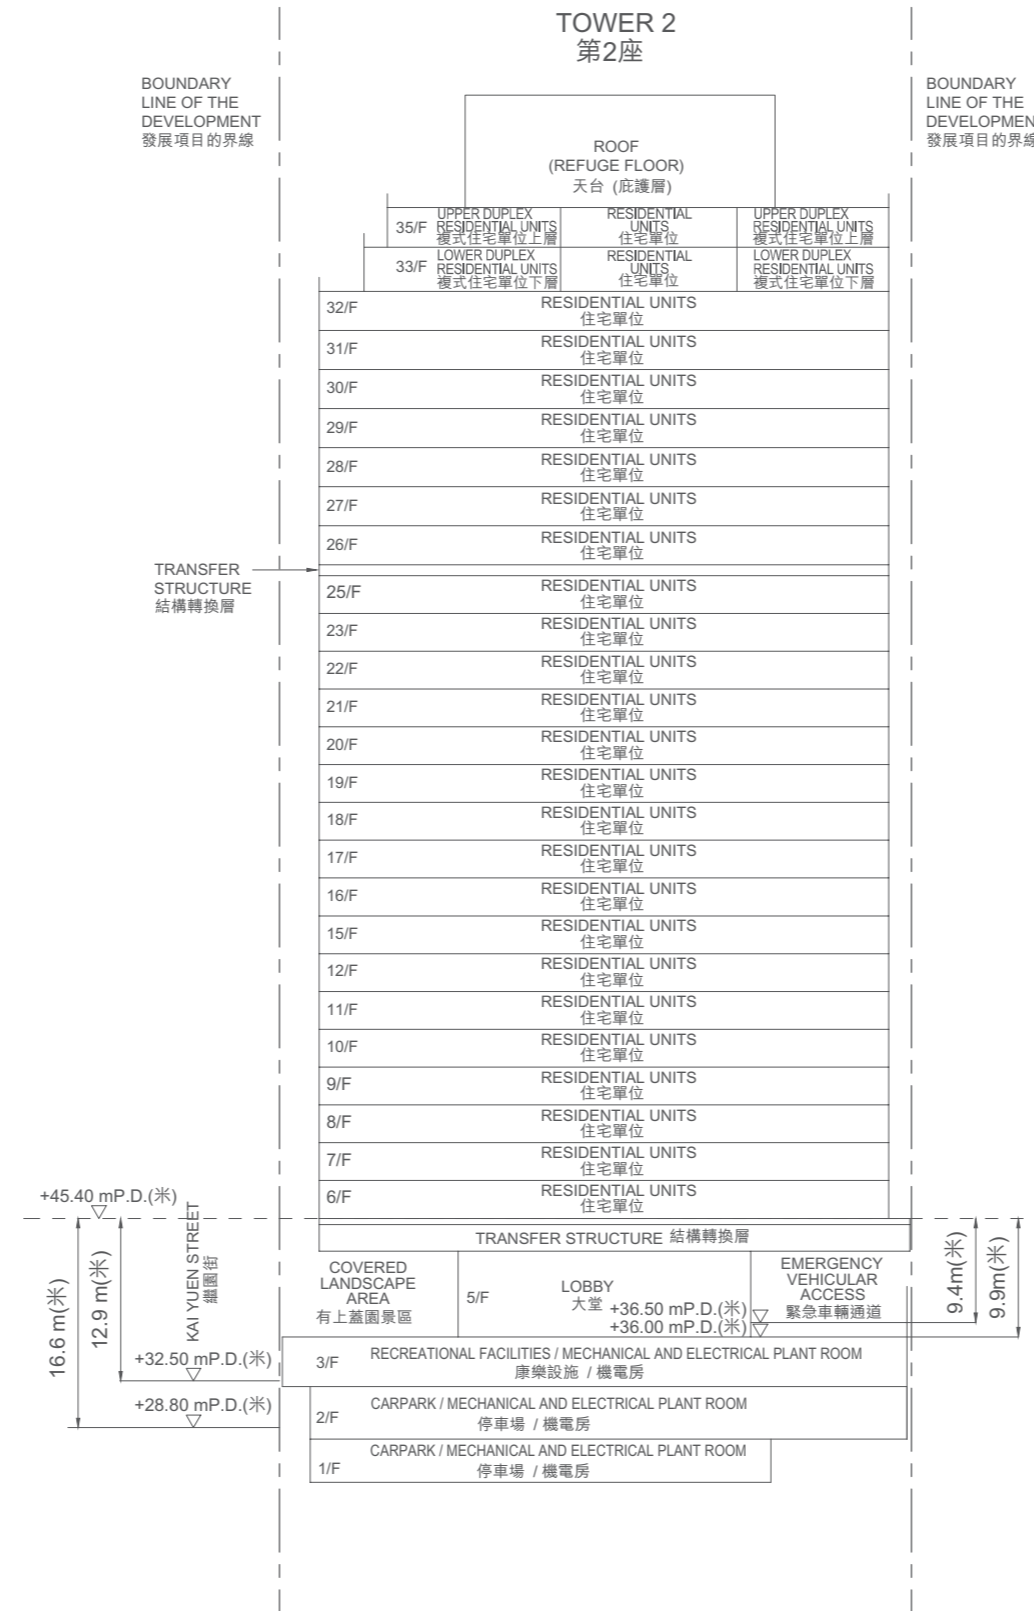 TOWER 2
第2座
BOUNDARY
LINE OF THE
DEVELOPMENT
發展項目的界線
BOUNDARY
LINE OF THE
發展項目的界線
ROOF
(REFUGE FLOOR)
天台 (庇護層)
35/F
UPPER DUPLEX
RESIDENTIAL UNITS
複式住宅單位上層
RESIDENTIAL
UNITS
住宅單位
UPPER DUPLEX
RESIDENTIAL UNITS
複式住宅單位上層
33/F
LOWER DUPLEX
RESIDENTIAL UNITS
複式住宅單位下層
RESIDENTIAL
UNITS
住宅單位
LOWER DUPLEX
RESIDENTIAL UNITS
複式住宅單位下層
32/F RESIDENTIAL UNITS
住宅單位
31/F RESIDENTIAL UNITS
住宅單位
30/F RESIDENTIAL UNITS
住宅單位
29/F RESIDENTIAL UNITS
住宅單位
28/F RESIDENTIAL UNITS
住宅單位
27/F RESIDENTIAL UNITS
住宅單位
26/F RESIDENTIAL UNITS
住宅單位
TRANSFER
STRUCTURE
結構轉換層
25/F RESIDENTIAL UNITS
住宅單位
23/F RESIDENTIAL UNITS
住宅單位
22/F RESIDENTIAL UNITS
住宅單位
21/F RESIDENTIAL UNITS
住宅單位
20/F RESIDENTIAL UNITS
住宅單位
19/F RESIDENTIAL UNITS
住宅單位
18/F RESIDENTIAL UNITS
住宅單位
17/F RESIDENTIAL UNITS
住宅單位
16/F RESIDENTIAL UNITS
住宅單位
15/F RESIDENTIAL UNITS
住宅單位
12/F RESIDENTIAL UNITS
住宅單位
11/F RESIDENTIAL UNITS
住宅單位
10/F RESIDENTIAL UNITS
住宅單位
9/F RESIDENTIAL UNITS
住宅單位
8/F RESIDENTIAL UNITS
住宅單位
7/F RESIDENTIAL UNITS
住宅單位
6/F RESIDENTIAL UNITS
住宅單位
+45.40 mP.D.(米)
TRANSFER STRUCTURE 結構轉換層
16.6 m(米)
12.9 m(米)
KAI YUEN STREET
繼園街
COVERED
LANDSCAPE
AREA
有上蓋園景區
5/F
LOBBY
大堂
+36.50 mP.D.(米)
+36.00 mP.D.(米)
EMERGENCY
VEHICULAR
ACCESS
緊急車輛通道
9.4m(米)
9.9m(米)
+32.50 mP.D.(米)
3/F RECREATIONAL FACILITIES / MECHANICAL AND ELECTRICAL PLANT ROOM
康樂設施 / 機電房
+28.80 mP.D.(米)
2/F CARPARK / MECHANICAL AND ELECTRICAL PLANT ROOM
停車場 / 機電房
1/F CARPARK / MECHANICAL AND ELECTRICAL PLANT ROOM
停車場 / 機電房